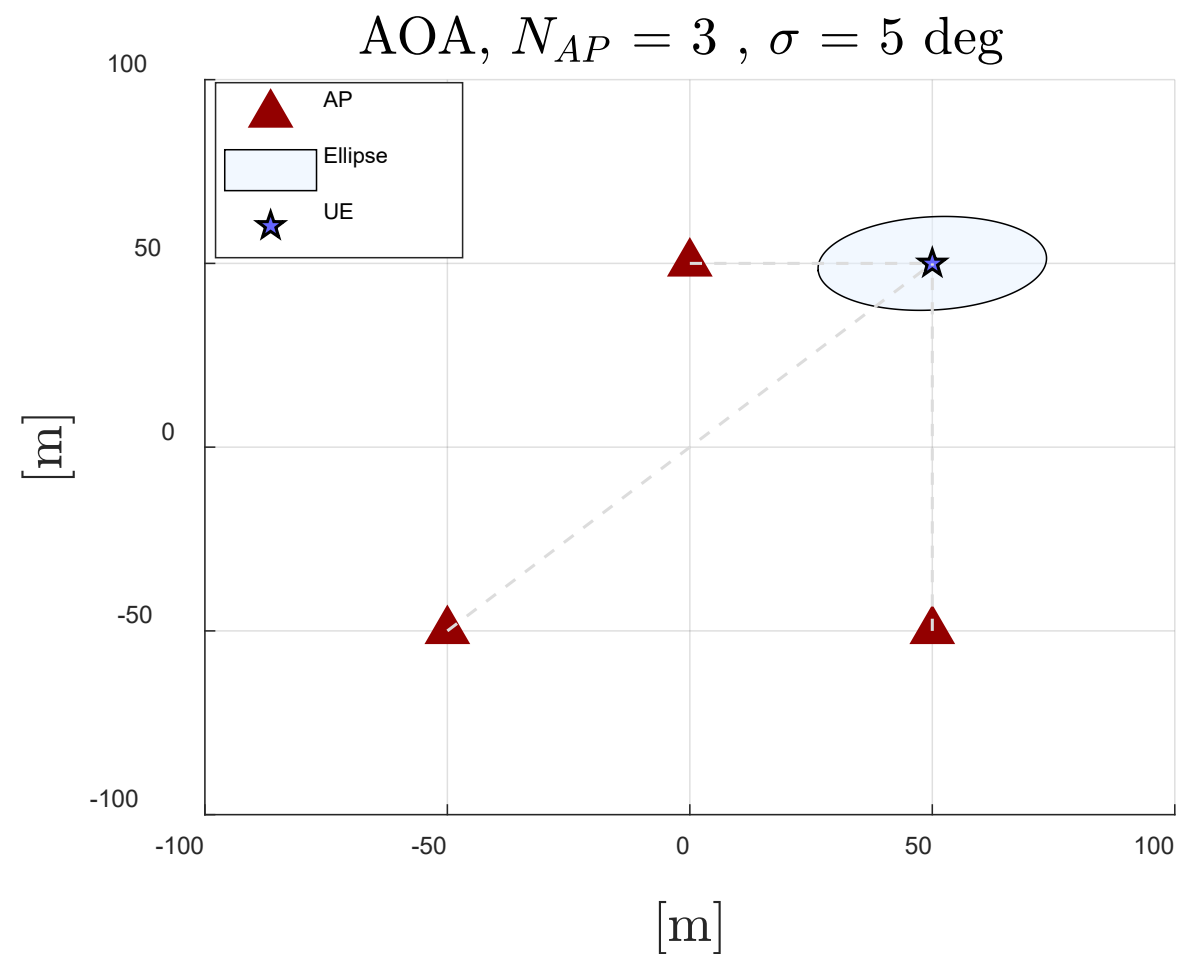 AOA, N_AP = 3 , σ = 5 deg
100
AP
Ellipse
UE
50
0
-50
-100
[m]
-100 -50 0 50 100
[m]